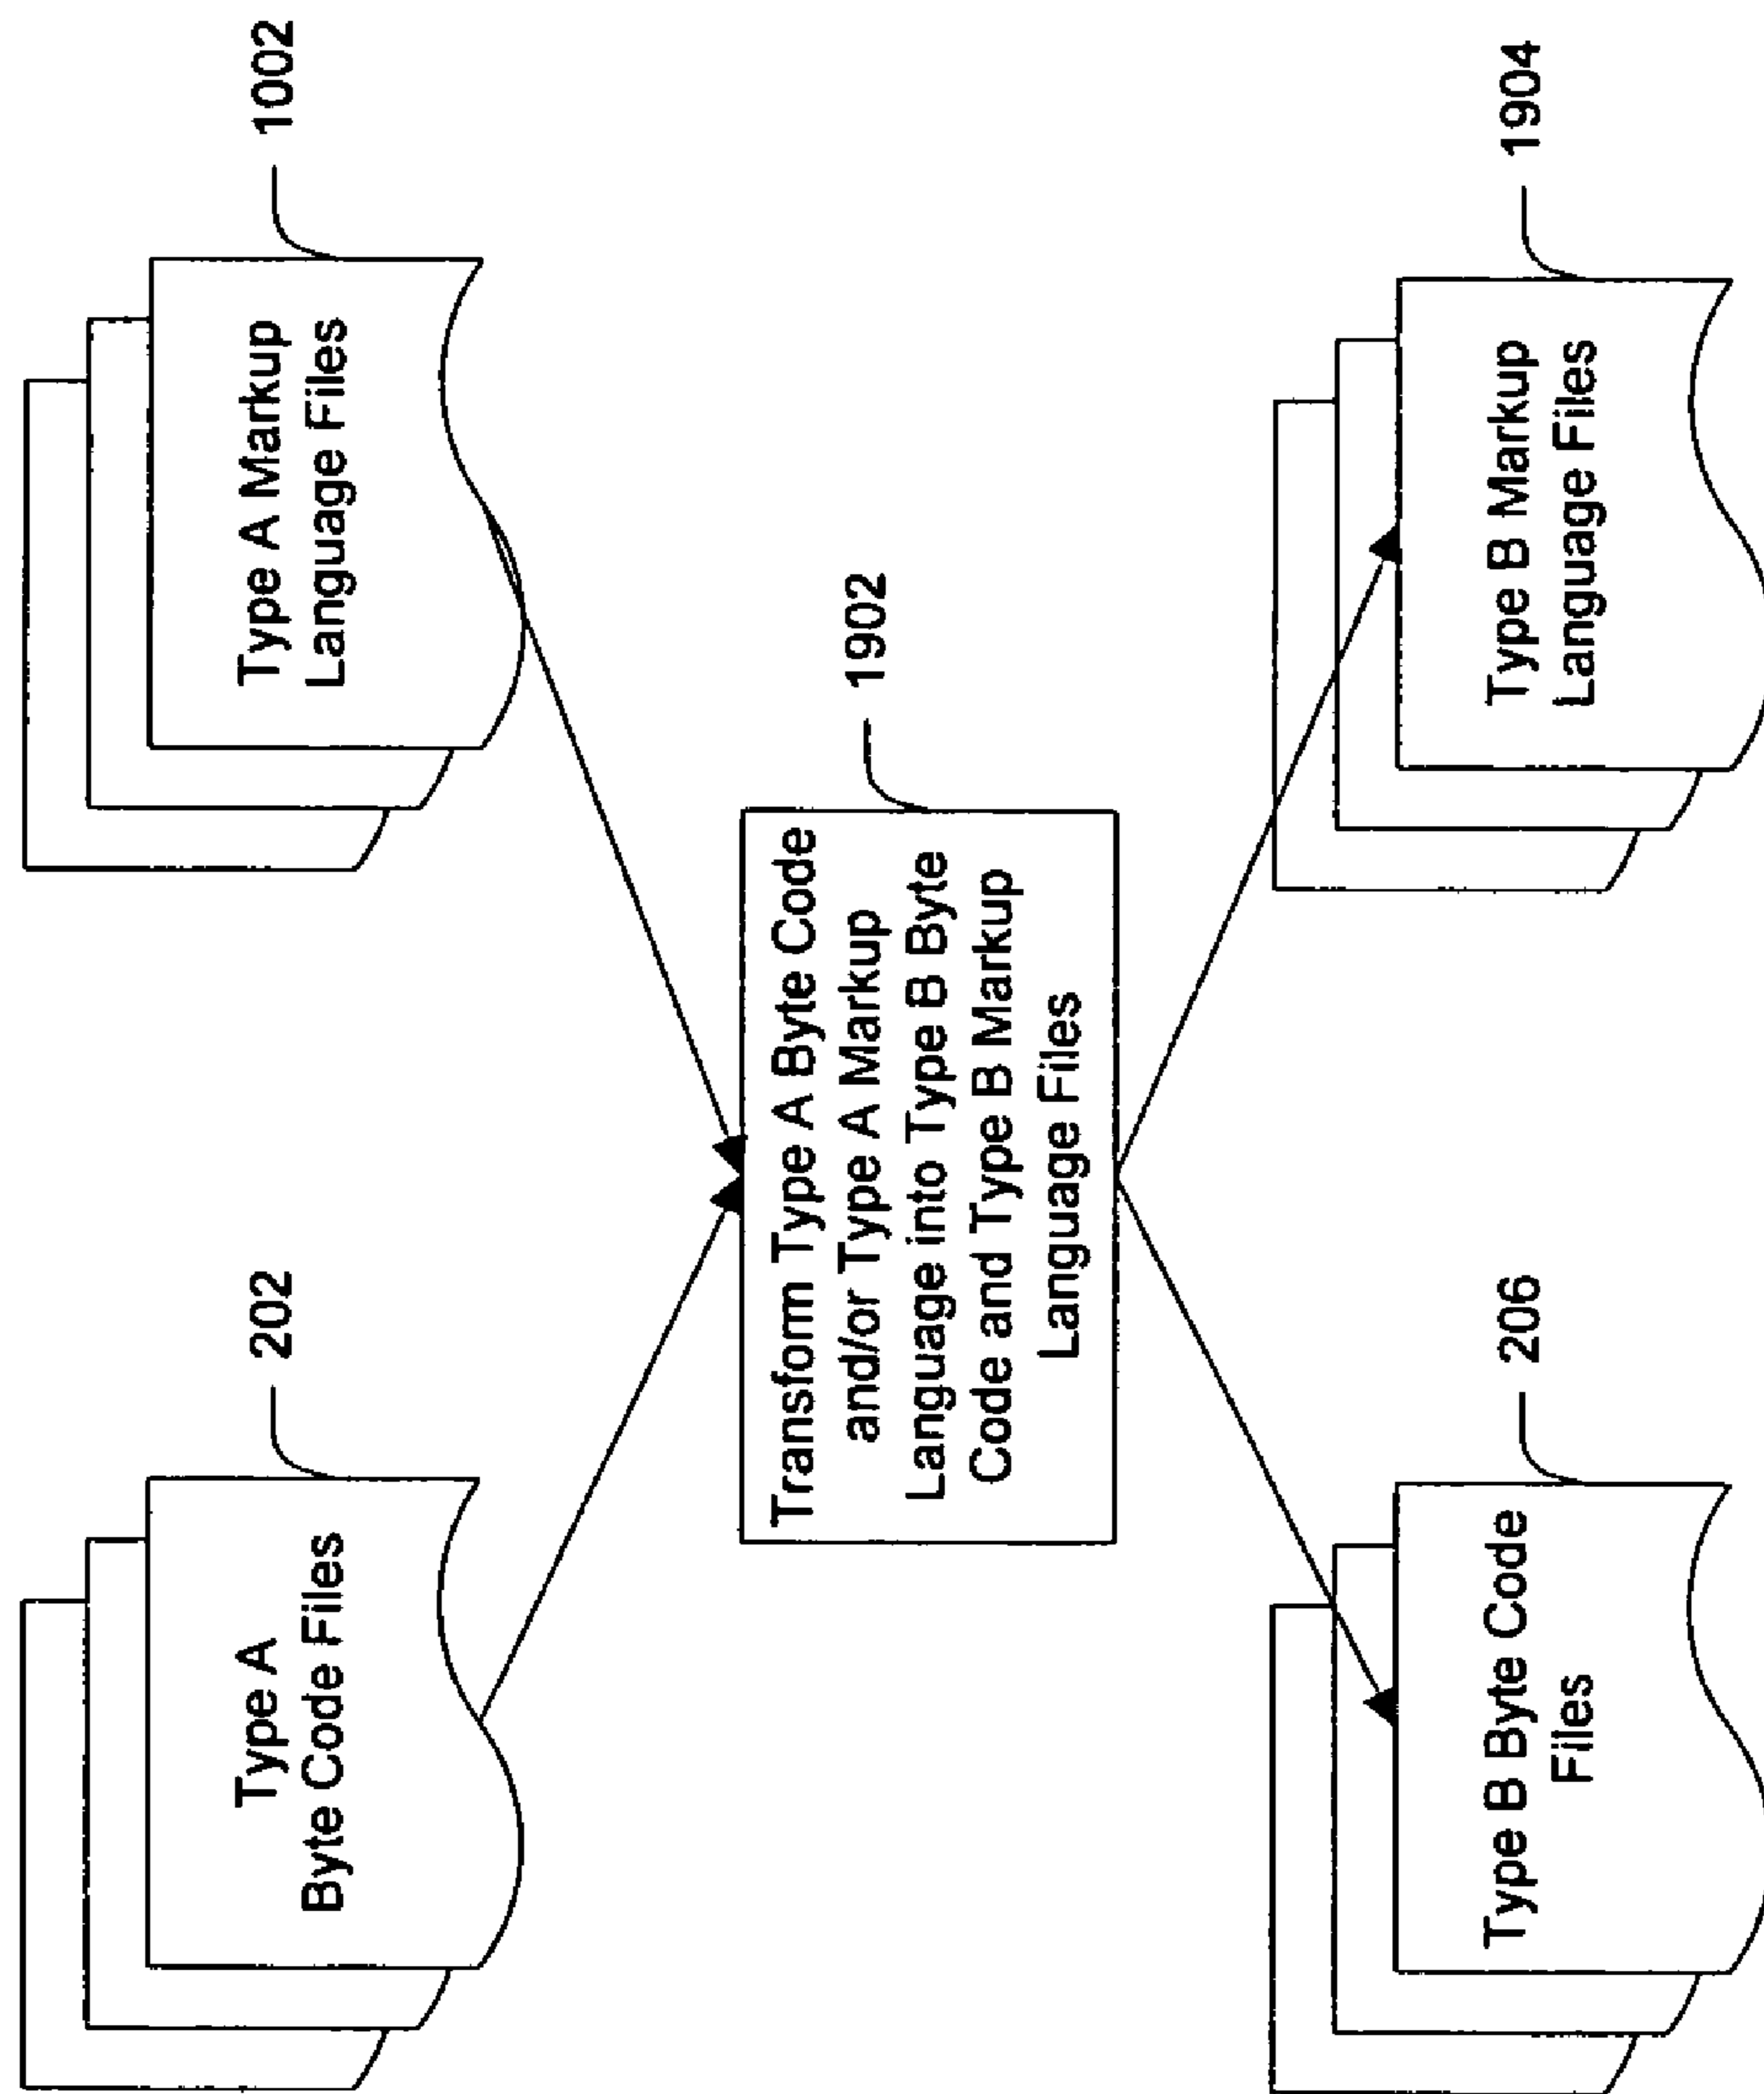 202
Type A
Byte Code Files
1002
Type A Markup
Language Files
1902
Transform Type A Byte Code
and/or Type A Markup
Language into Type B Byte
Code and Type B Markup
Language Files
206
Type B Byte Code
Files
1904
Type B Markup
Language Files